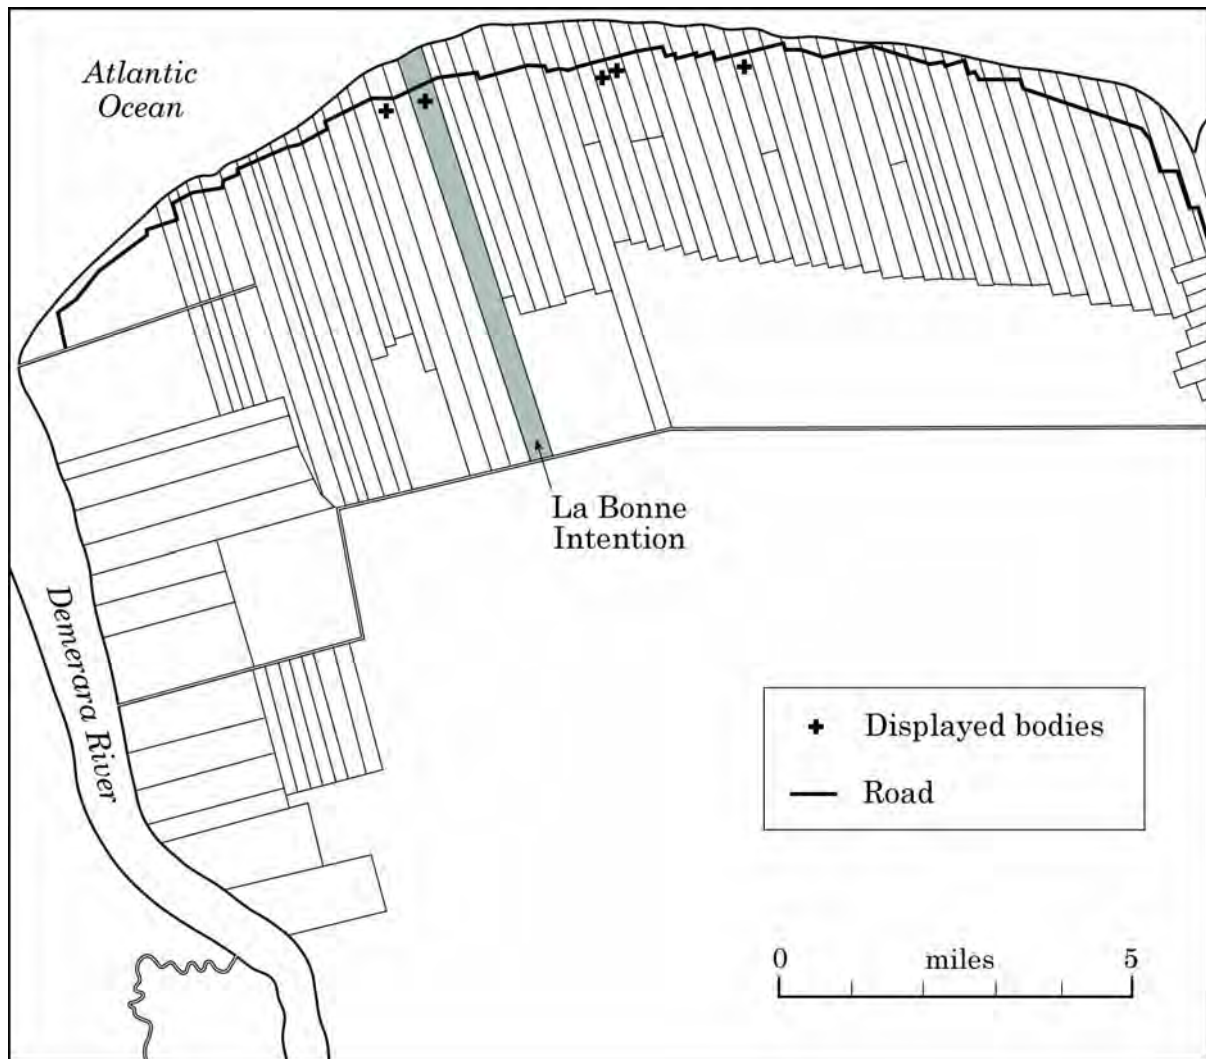 Atlantic
Ocean
La Bonne
Intention
Demerara River
Displayed bodies
Road
0 miles 5